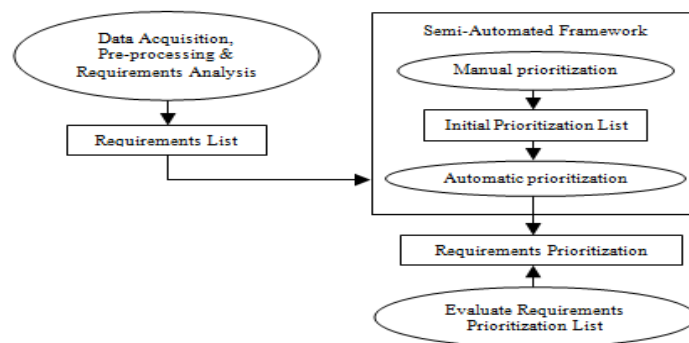 Data Acquisition,
Pre-processing &
Requirements Analysis
Requirements List
Semi-Automated Framework
Manual prioritization
Initial Prioritization List
Automatic prioritization
Requirements Prioritization
Evaluate Requirements
Prioritization List